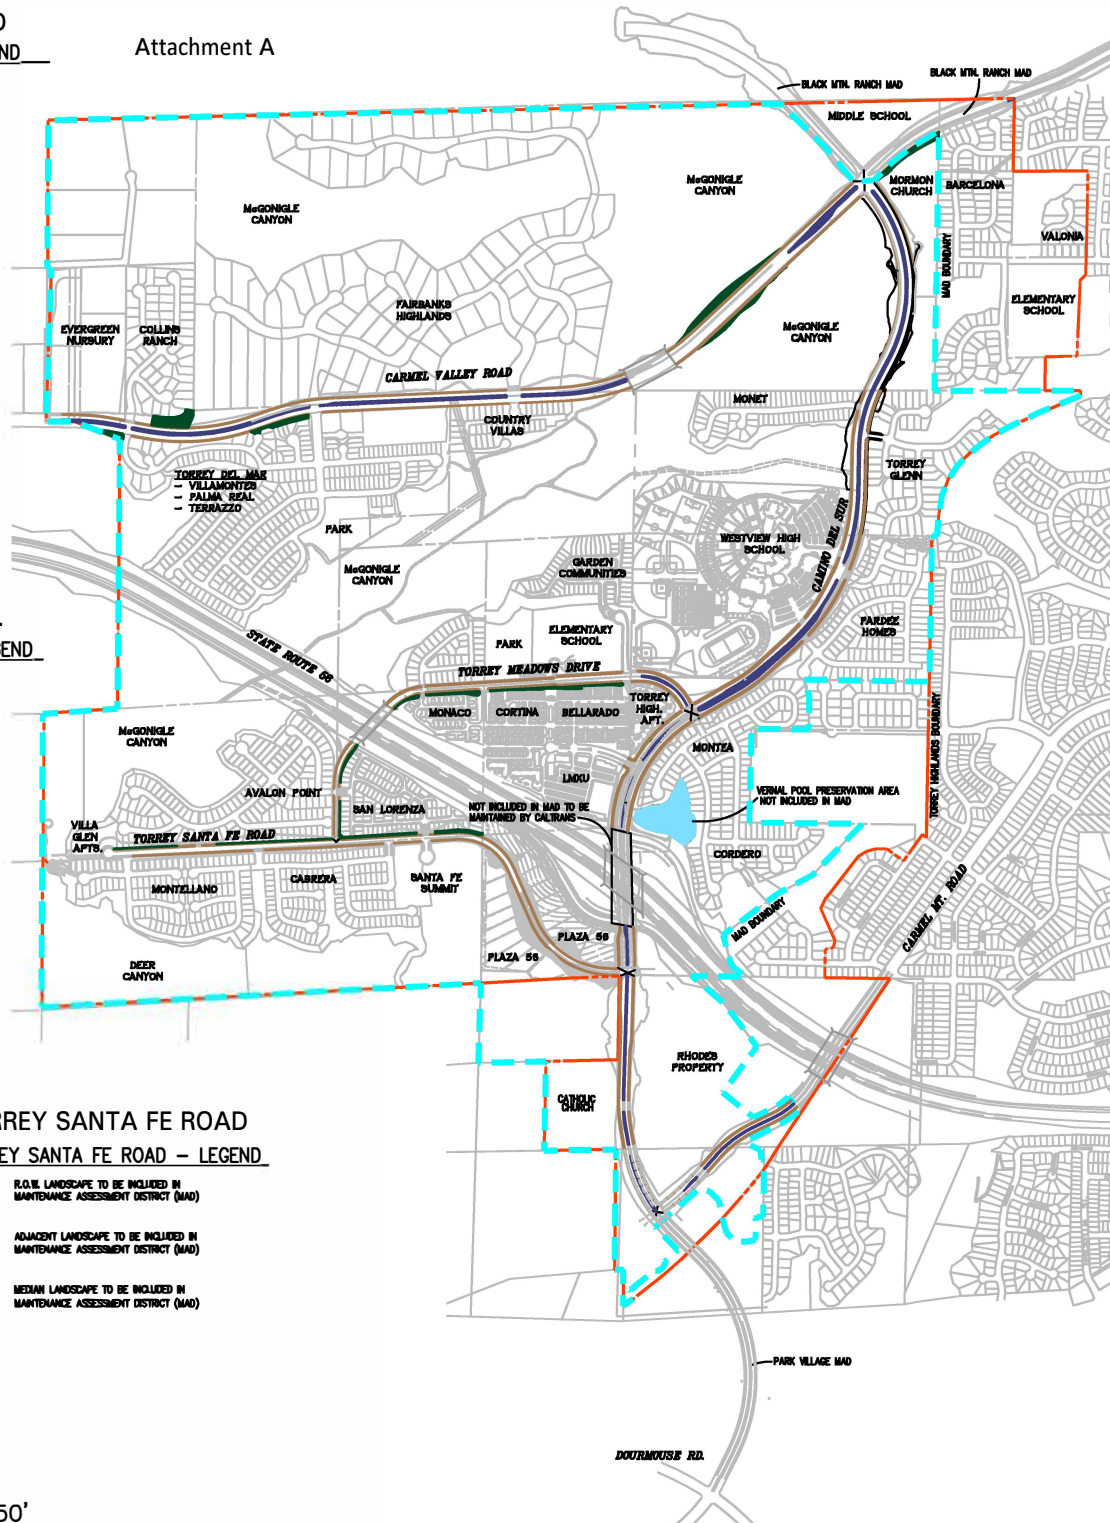 Attachment A
BLACK MTN. RANCH MAD
BLACK MTN. RANCH MAD
MIDDLE SCHOOL
McGONIGLE
CANYON
MORMON
CHURCH
BARCELONA
McGONIGLE
CANYON
VALONIA
MAD BOUNDARY
ELEMENTARY
SCHOOL
FAIRBANKS
HIGHLANDS
EVERGREEN
NURSURY
COLLINS
RANCH
McGONIGLE
CANYON
CARMEL VALLEY ROAD
MONET
COUNTRY
VILLAS
TORREY DEL MAR
- VILLAMONTES
- PALMA REAL
- TERRAZZO
TORREY
GLENN
PARK
WESTVIEW HIGH
SCHOOL
CAMINO DEL SUR
McGONIGLE
CANYON
GARDEN
COMMUNITIES
PARDEE
HOMES
STATE ROUTE 56
PARK
ELEMENTARY
SCHOOL
TORREY MEADOWS DRIVE
MONACO
CORTINA
BELLARADO
TORREY
HIGH.
APT.
TORREY HIGHLANDS BOUNDARY
McGONIGLE
CANYON
MONTEA
LMXU
AVALON POINT
SAN LORENZA
NOT INCLUDED IN MAD TO BE
MAINTAINED BY CALTRANS
VERNAL POOL PRESERVATION AREA
NOT INCLUDED IN MAD
VILLA
GLEN
APTS.
TORREY SANTA FE ROAD
CORDERO
MONTELLANO
CABRERA
SANTA FE
SUMMIT
CARMEL MT. ROAD
MAD BOUNDARY
PLAZA 56
PLAZA 56
DEER
CANYON
RHODES
PROPERTY
CATHOLIC
CHURCH
RREY SANTA FE ROAD
EY SANTA FE ROAD – LEGEND
R.O.W. LANDSCAPE TO BE INCLUDED IN
MAINTENANCE ASSESSMENT DISTRICT (MAD)
ADJACENT LANDSCAPE TO BE INCLUDED IN
MAINTENANCE ASSESSMENT DISTRICT (MAD)
MEDIAN LANDSCAPE TO BE INCLUDED IN
MAINTENANCE ASSESSMENT DISTRICT (MAD)
PARK VILLAGE MAD
DOURMOUSE RD.
50'